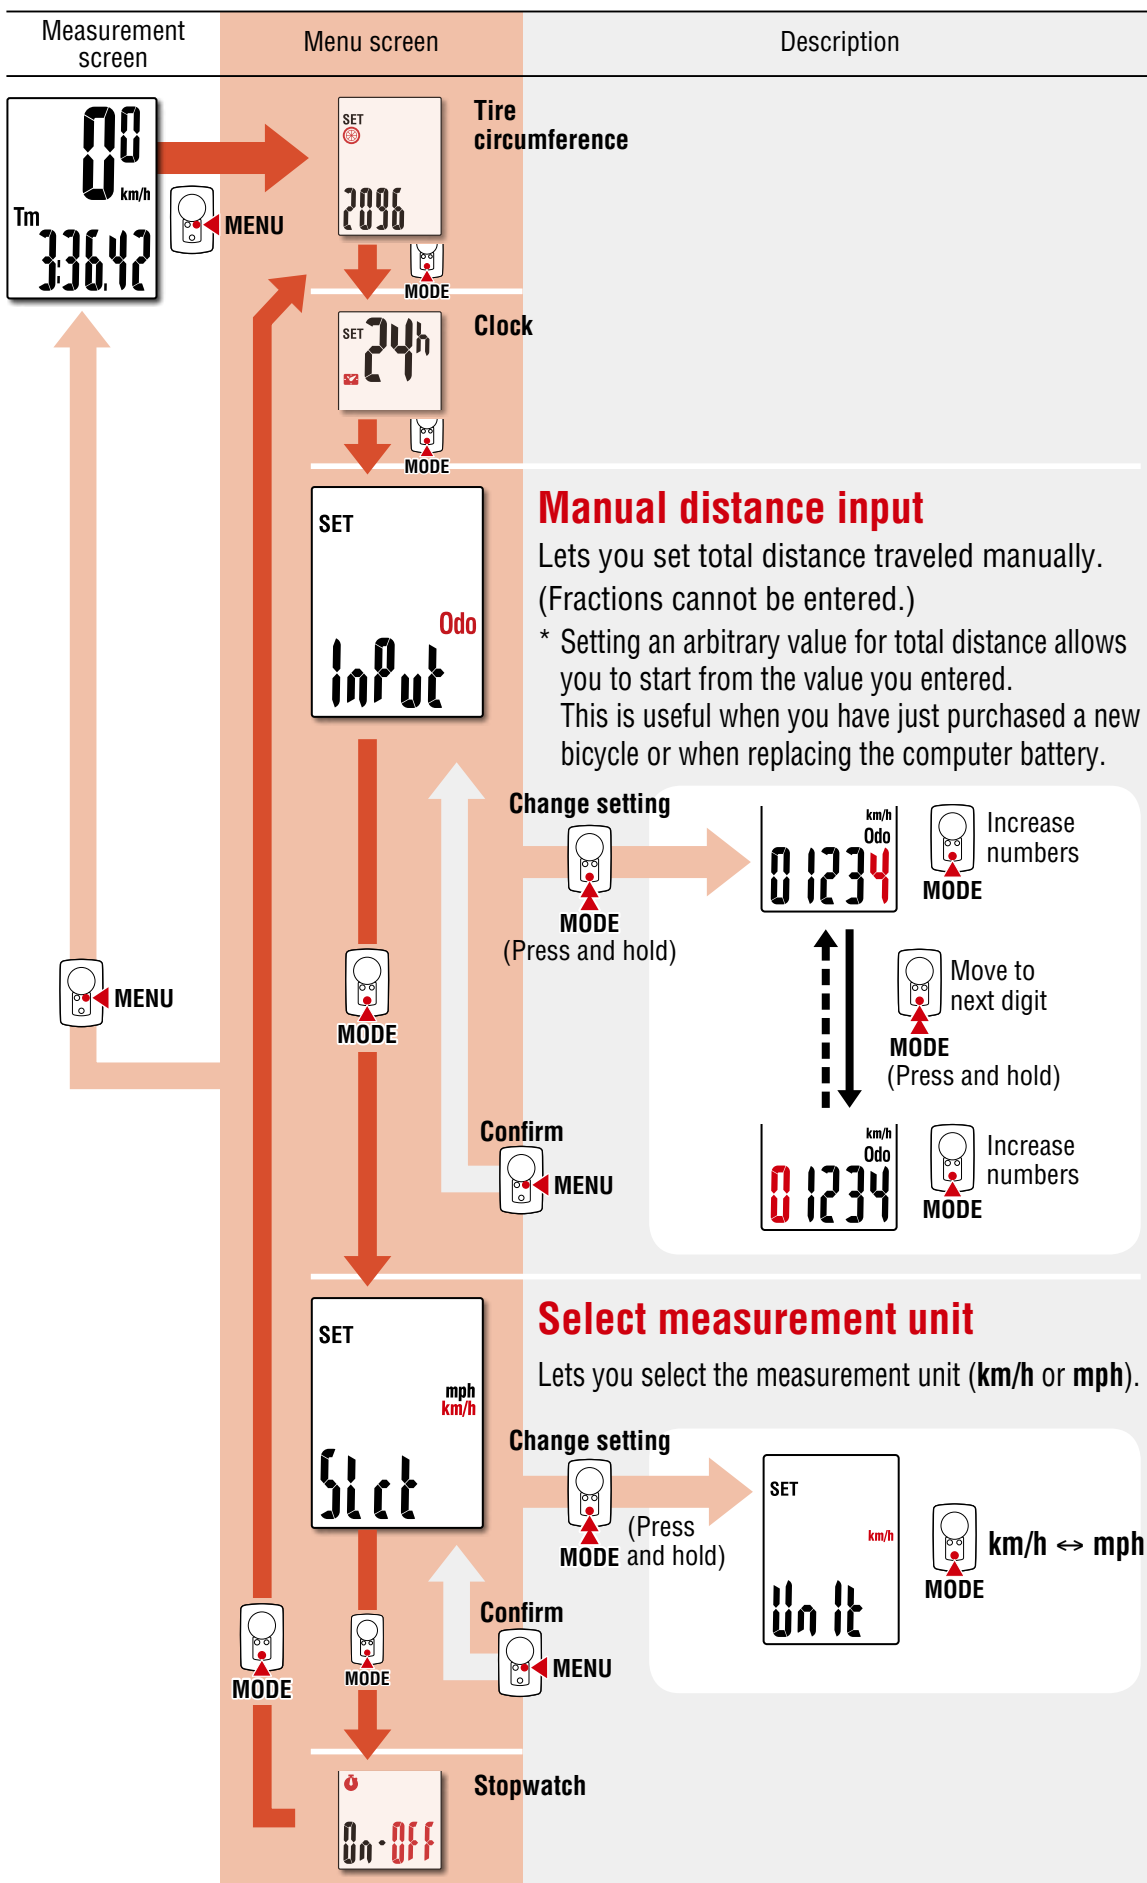 Measurement
screen
Menu screen
Description
0.0
km/h
Tm
3:36.42
MENU
SET
2096
Tire
circumference
MODE
SET
24h
Clock
MODE
SET
Odo
InPut
Manual distance input
Lets you set total distance traveled manually.
(Fractions cannot be entered.)
* Setting an arbitrary value for total distance allows
you to start from the value you entered.
This is useful when you have just purchased a new
bicycle or when replacing the computer battery.
Change setting
MODE
(Press and hold)
km/h
Odo
01234
Increase
numbers
MODE
Move to
next digit
MODE
(Press and hold)
MENU
MODE
Confirm
MENU
km/h
Odo
01234
Increase
numbers
MODE
SET
mph
km/h
Slct
Select measurement unit
Lets you select the measurement unit (km/h or mph).
Change setting
(Press
MODE and hold)
SET
km/h
UnIt
km/h ↔ mph
MODE
Confirm
MENU
MODE
MODE
On-OFF
Stopwatch